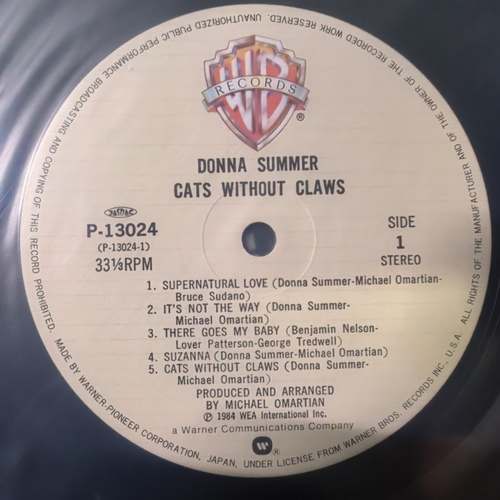 UNAUTHORIZED PUBLIC PERFORMANCE BROADCASTING AND COPYING OF THIS RECORD PROHIBITED.
ALL RIGHTS OF THE MANUFACTURER AND OF THE OWNER OF THE RECORDED WORK RESERVED.
WB
RECORDS
®
DONNA SUMMER
CATS WITHOUT CLAWS
JASRAC
P-13024
(P-13024-1)
33⅓RPM
SIDE
1
STEREO
1. SUPERNATURAL LOVE (Donna Summer-Michael Omartian-
Bruce Sudano)
2. IT'S NOT THE WAY (Donna Summer-
Michael Omartian)
3. THERE GOES MY BABY (Benjamin Nelson-
Lover Patterson-George Tredwell)
4. SUZANNA (Donna Summer-Michael Omartian)
5. CATS WITHOUT CLAWS (Donna Summer-
Michael Omartian)
PRODUCED AND ARRANGED
BY MICHAEL OMARTIAN
℗ 1984 WEA International Inc.
a Warner Communications Company
®
MADE BY WARNER-PIONEER CORPORATION, JAPAN, UNDER LICENSE FROM WARNER BROS. RECORDS INC., U.S.A.